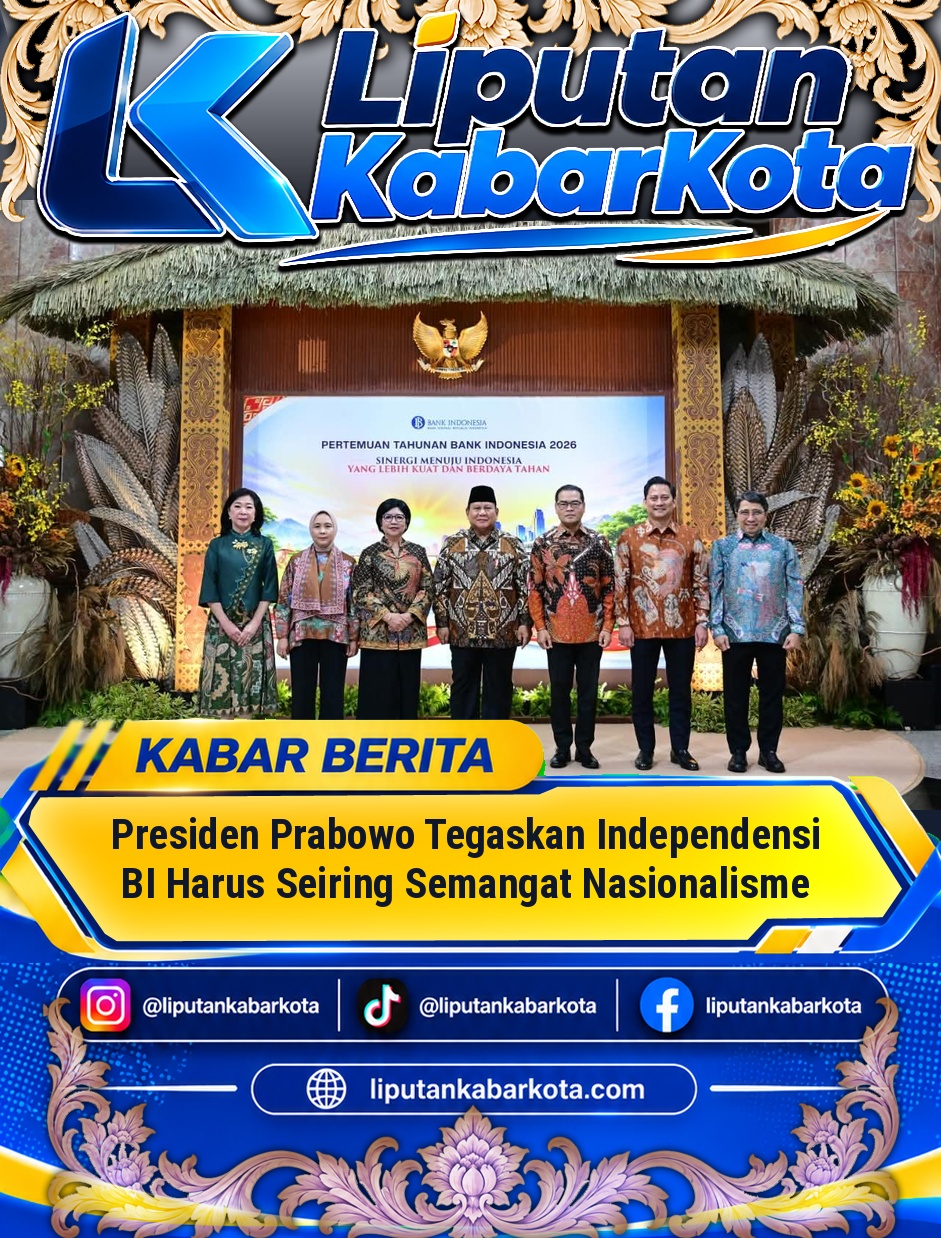 LK
Liputan
KabarKota
BANK INDONESIA
PERTEMUAN TAHUNAN BANK INDONESIA 2026
SINERGI MENUJU INDONESIA
YANG LEBIH KUAT DAN BERDAYA TAHAN
KABAR BERITA
Presiden Prabowo Tegaskan Independensi
BI Harus Seiring Semangat Nasionalisme
@liputankabarkota
@liputankabarkota
liputankabarkota
liputankabarkota.com